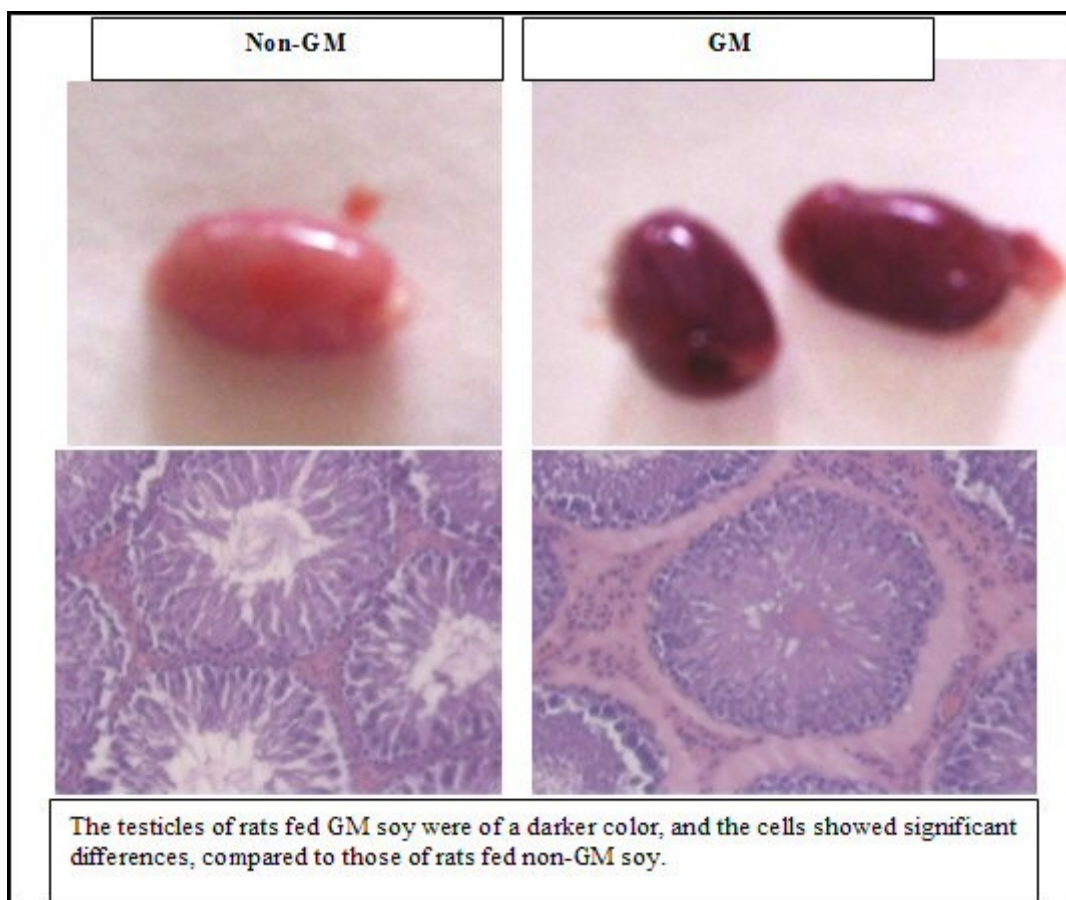 Non-GM
GM
The testicles of rats fed GM soy were of a darker color, and the cells showed significant
differences, compared to those of rats fed non-GM soy.